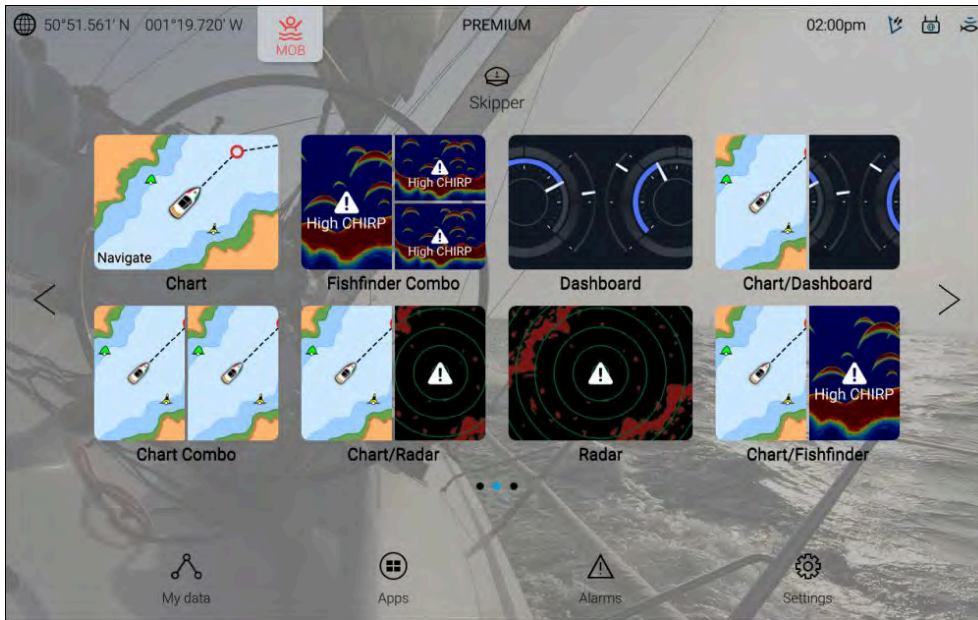 50°51.561' N 001°19.720' W
MOB
PREMIUM
02:00pm
Skipper
Navigate
High CHIRP
High CHIRP
High CHIRP
Chart
Fishfinder Combo
Dashboard
Chart/Dashboard
High CHIRP
Chart Combo
Chart/Radar
Radar
Chart/Fishfinder
My data
Apps
Alarms
Settings